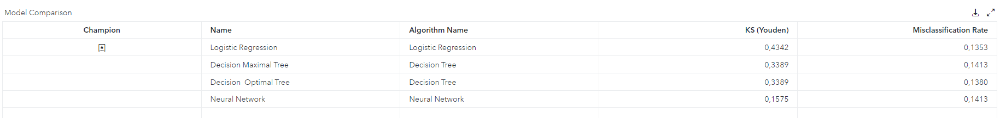 Model Comparison
Champion Name Algorithm Name KS (Youden) Misclassification Rate
Logistic Regression Logistic Regression 0,4342 0,1353
Decision Maximal Tree Decision Tree 0,3389 0,1413
Decision  Optimal Tree Decision Tree 0,3389 0,1380
Neural Network Neural Network 0,1575 0,1413